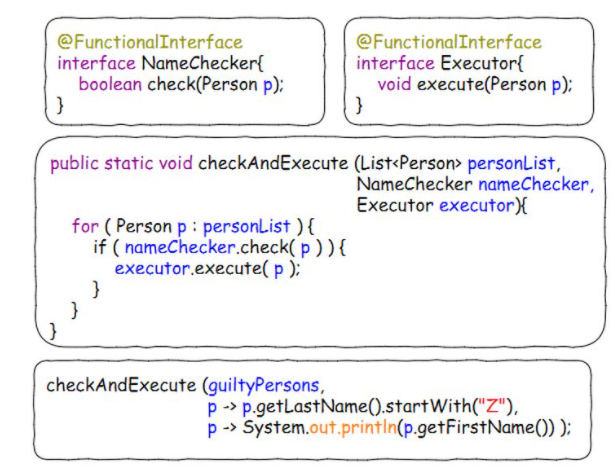 @FunctionalInterface
interface NameChecker{
boolean check(Person p);
}
@FunctionalInterface
interface Executor{
void execute(Person p);
}
public static void checkAndExecute (List<Person> personList,
NameChecker nameChecker,
Executor executor){
for ( Person p : personList ) {
if ( nameChecker.check( p ) ) {
executor.execute( p );
}
}
}
checkAndExecute (guiltyPersons,
p -> p.getLastName().startWith("Z"),
p -> System.out.println(p.getFirstName()) );